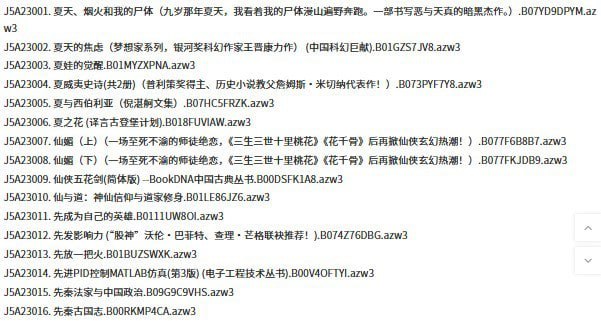 J5A23001. 夏天、烟火和我的尸体（九岁那年夏天，我看着我的尸体漫山遍野奔跑。一部书写恶与天真的暗黑杰作。）.B07YD9DPYM.az
w3
J5A23002. 夏天的焦虑（梦想家系列，银河奖科幻作家王晋康力作） (中国科幻巨献).B01GZS7JV8.azw3
J5A23003. 夏娃的觉醒.B01MYZXPNA.azw3
J5A23004. 夏威夷史诗(共2册)（普利策奖得主、历史小说教父詹姆斯・米切纳代表作！）.B073PYF7Y8.azw3
J5A23005. 夏与西伯利亚（倪湛舸文集）.B07HC5FRZK.azw3
J5A23006. 夏之花 (译言古登堡计划).B018FUVIAW.azw3
J5A23007. 仙媚（上）（一场至死不渝的师徒绝恋，《三生三世十里桃花》《花千骨》后再掀仙侠玄幻热潮！）.B077F6B8B7.azw3
J5A23008. 仙媚（下）（一场至死不渝的师徒绝恋，《三生三世十里桃花》《花千骨》后再掀仙侠玄幻热潮！）.B077FKJDB9.azw3
J5A23009. 仙侠五花剑(简体版) —BookDNA中国古典丛书.B00DSFK1A8.azw3
J5A23010. 仙与道：神仙信仰与道家修身.B01LE86JZ6.azw3
J5A23011. 先成为自己的英雄.B0111UW8OI.azw3
J5A23012. 先发影响力 (“股神”沃伦・巴菲特、查理・芒格联袂推荐！).B074Z76DBG.azw3
J5A23013. 先放一把火.B01BUZSWXK.azw3
J5A23014. 先进PID控制MATLAB仿真(第3版) (电子工程技术丛书).B00V4OFTYI.azw3
J5A23015. 先秦法家与中国政治.B09G9C9VHS.azw3
J5A23016. 先秦古国志.B00RKMP4CA.azw3